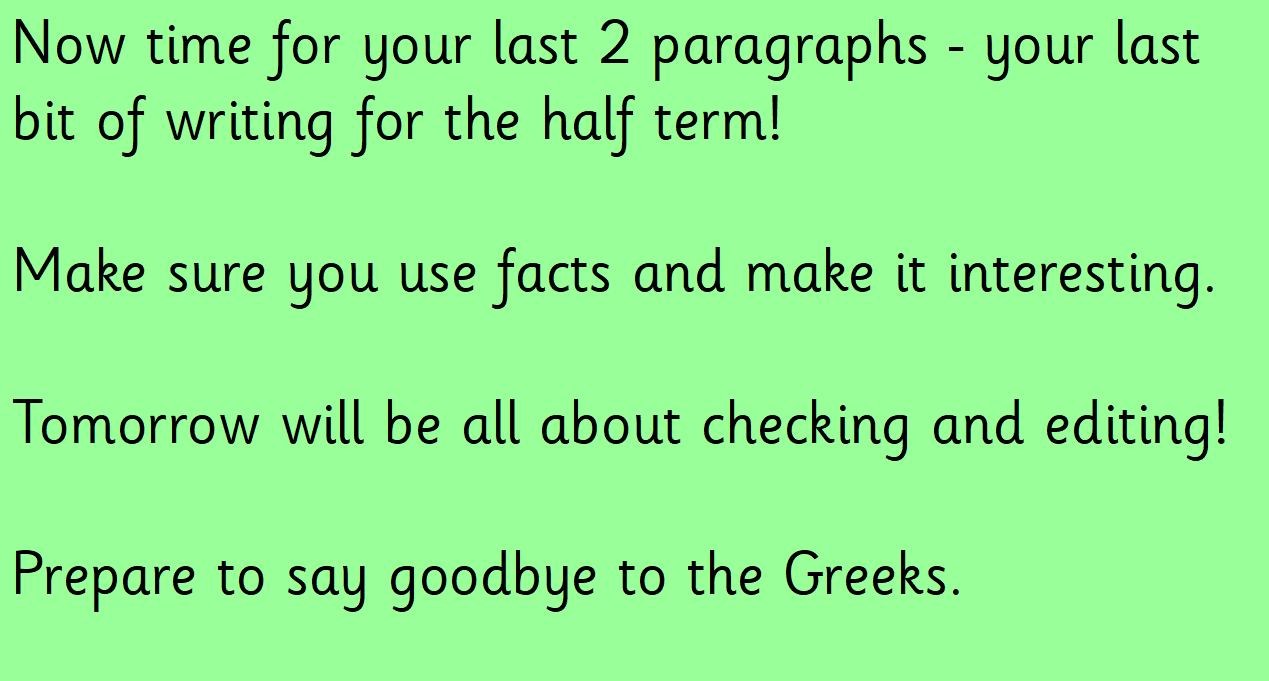 Now time for your last 2 paragraphs - your last
bit of writing for the half term!
Make sure you use facts and make it interesting.
Tomorrow will be all about checking and editing!
Prepare to say goodbye to the Greeks.